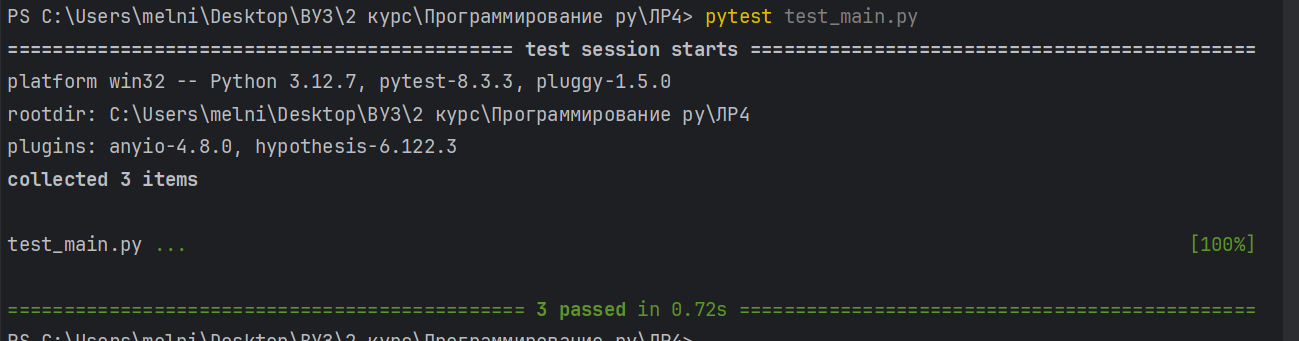 PS C:\Users\melni\Desktop\ВУЗ\2 курс\Программирование py\ЛР4> pytest test_main.py
============================================= test session starts =============================================
platform win32 -- Python 3.12.7, pytest-8.3.3, pluggy-1.5.0
rootdir: C:\Users\melni\Desktop\ВУЗ\2 курс\Программирование py\ЛР4
plugins: anyio-4.8.0, hypothesis-6.122.3
collected 3 items
test_main.py ... [100%]
============================================== 3 passed in 0.72s ==============================================
PS C:\Users\melni\Desktop\ВУЗ\2 курс\Программирование py\ЛР4>